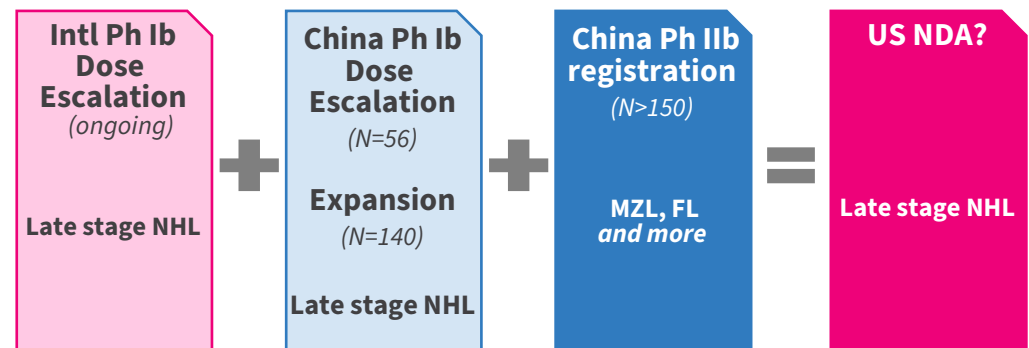 Intl Ph Ib
Dose
Escalation
(ongoing)
Late stage NHL
China Ph Ib
Dose
Escalation
(N=56)
Expansion
(N=140)
Late stage NHL
China Ph IIb
registration
(N>150)
MZL, FL
and more
US NDA?
Late stage NHL